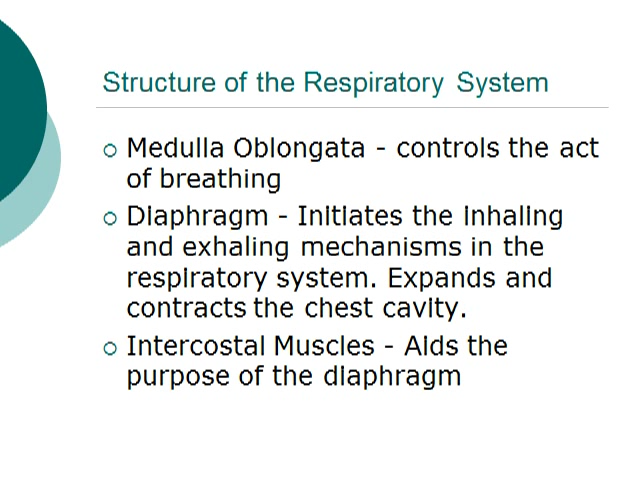 Structure of the Respiratory System
Medulla Oblongata - controls the act
of breathing
Diaphragm - Initiates the inhaling
and exhaling mechanisms in the
respiratory system. Expands and
contracts the chest cavity.
Intercostal Muscles - Aids the
purpose of the diaphragm